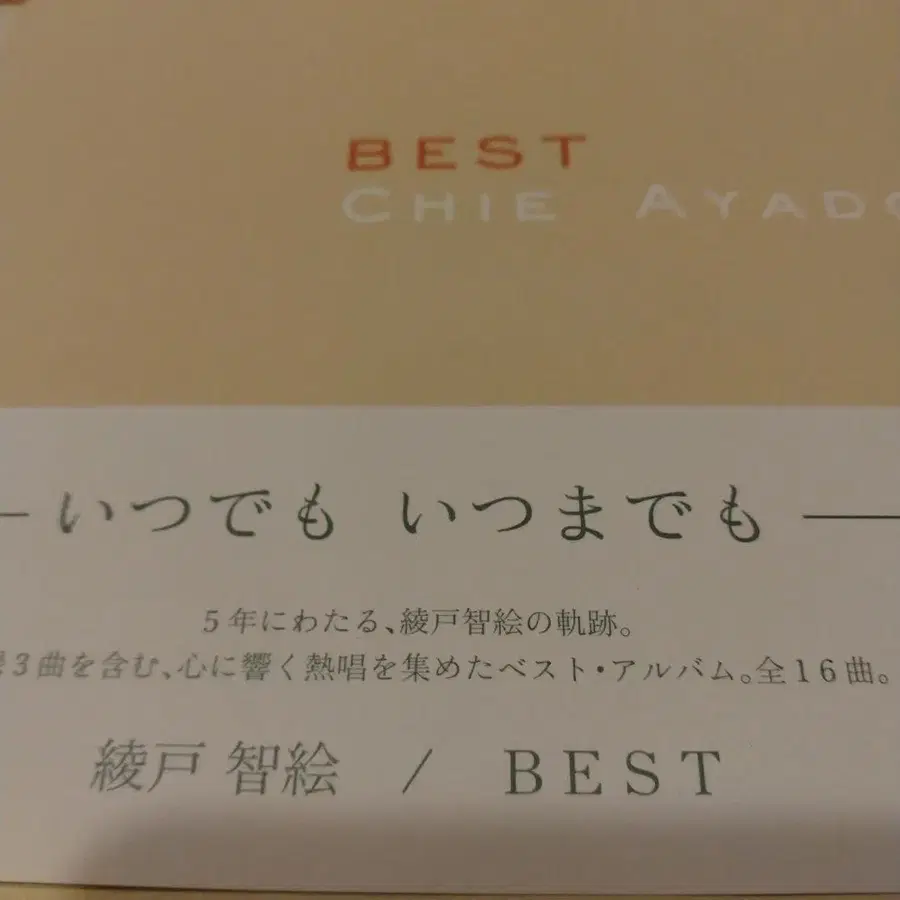 BEST
CHIE AYADO
いつでも いつまでも
5年にわたる、綾戸智絵の軌跡。
3曲を含む、心に響く熱唱を集めたベスト・アルバム。全16曲。
綾戸 智絵 / BEST